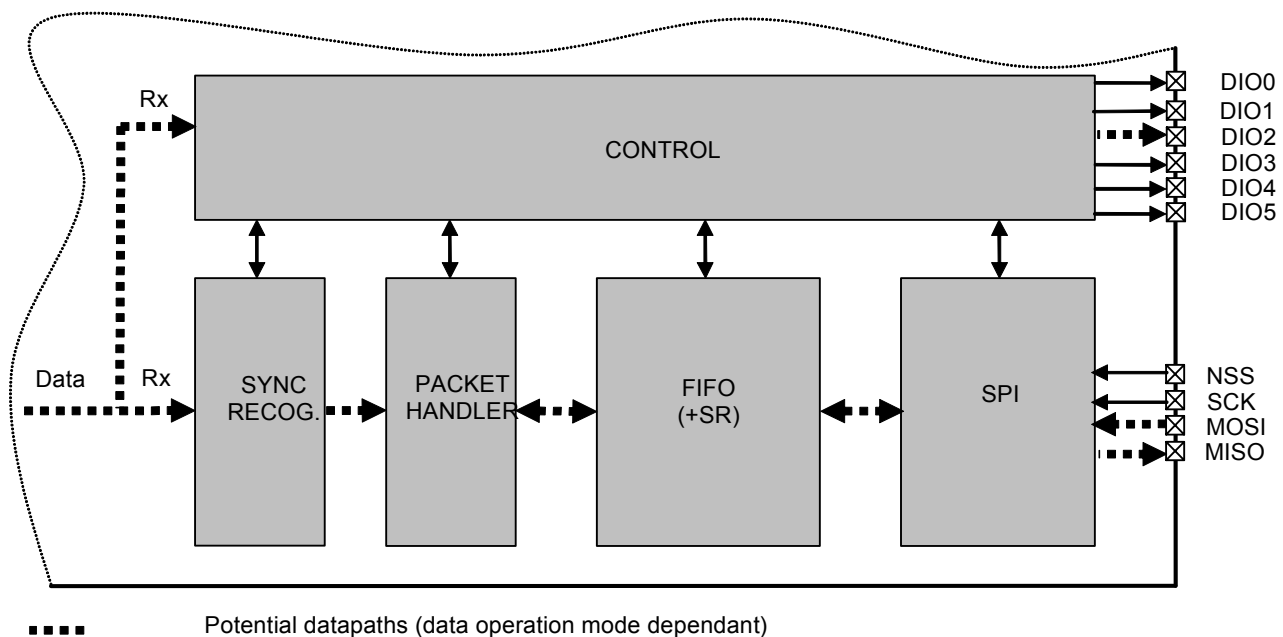 Rx
CONTROL
DIO0
DIO1
DIO2
DIO3
DIO4
DIO5
Data
Rx
SYNC
RECOG.
PACKET
HANDLER
FIFO
(+SR)
SPI
NSS
SCK
MOSI
MISO
Potential datapaths (data operation mode dependant)